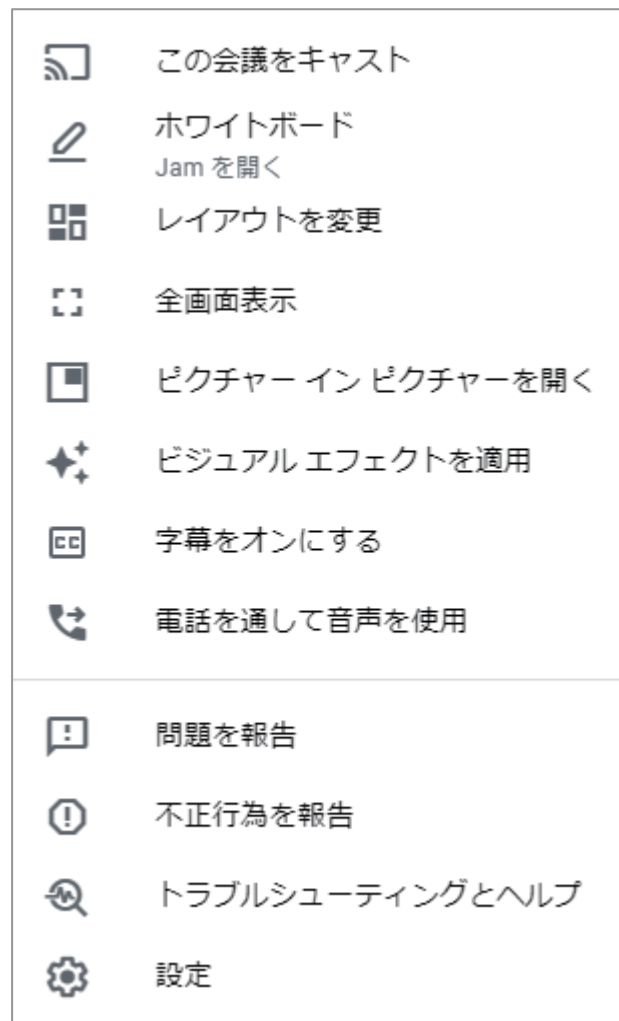 この会議をキャスト
ホワイトボード
Jam を開く
レイアウトを変更
全画面表示
ピクチャー イン ピクチャーを開く
ビジュアル エフェクトを適用
字幕をオンにする
電話を通して音声を使用
問題を報告
不正行為を報告
トラブルシューティングとヘルプ
設定